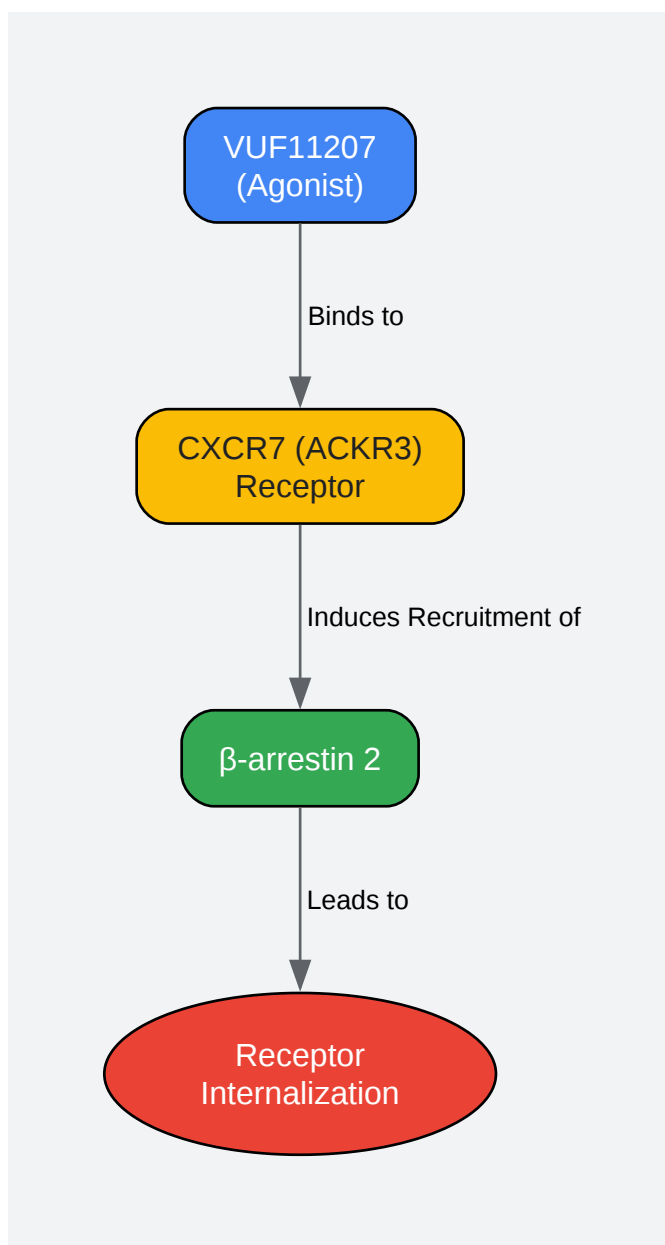 VUF11207
(Agonist)
Binds to
CXCR7 (ACKR3)
Receptor
Induces Recruitment of
β-arrestin 2
Leads to
Receptor
Internalization